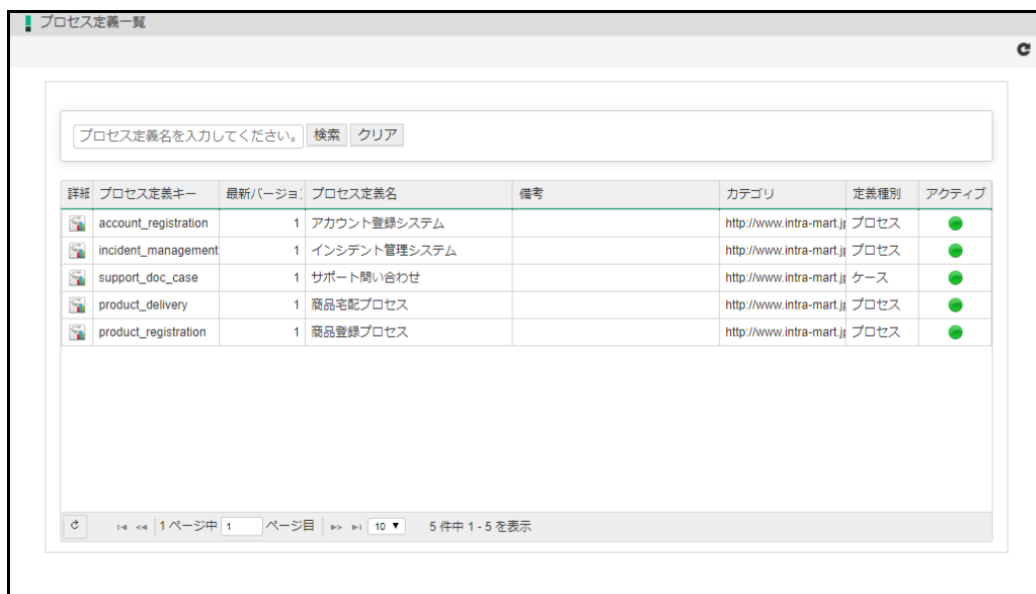 プロセス定義一覧
プロセス定義名を入力してください。 検索 クリア
詳細 プロセス定義キー 最新バージョン プロセス定義名 備考 カテゴリ 定義種別 アクティブ
account_registration 1 アカウント登録システム http://www.intra-mart.jp プロセス
incident_management 1 インシデント管理システム http://www.intra-mart.jp プロセス
support_doc_case 1 サポート問い合わせ http://www.intra-mart.jp ケース
product_delivery 1 商品宅配プロセス http://www.intra-mart.jp プロセス
product_registration 1 商品登録プロセス http://www.intra-mart.jp プロセス
1 ページ中 1 ページ目 10 5 件中 1 - 5 を表示